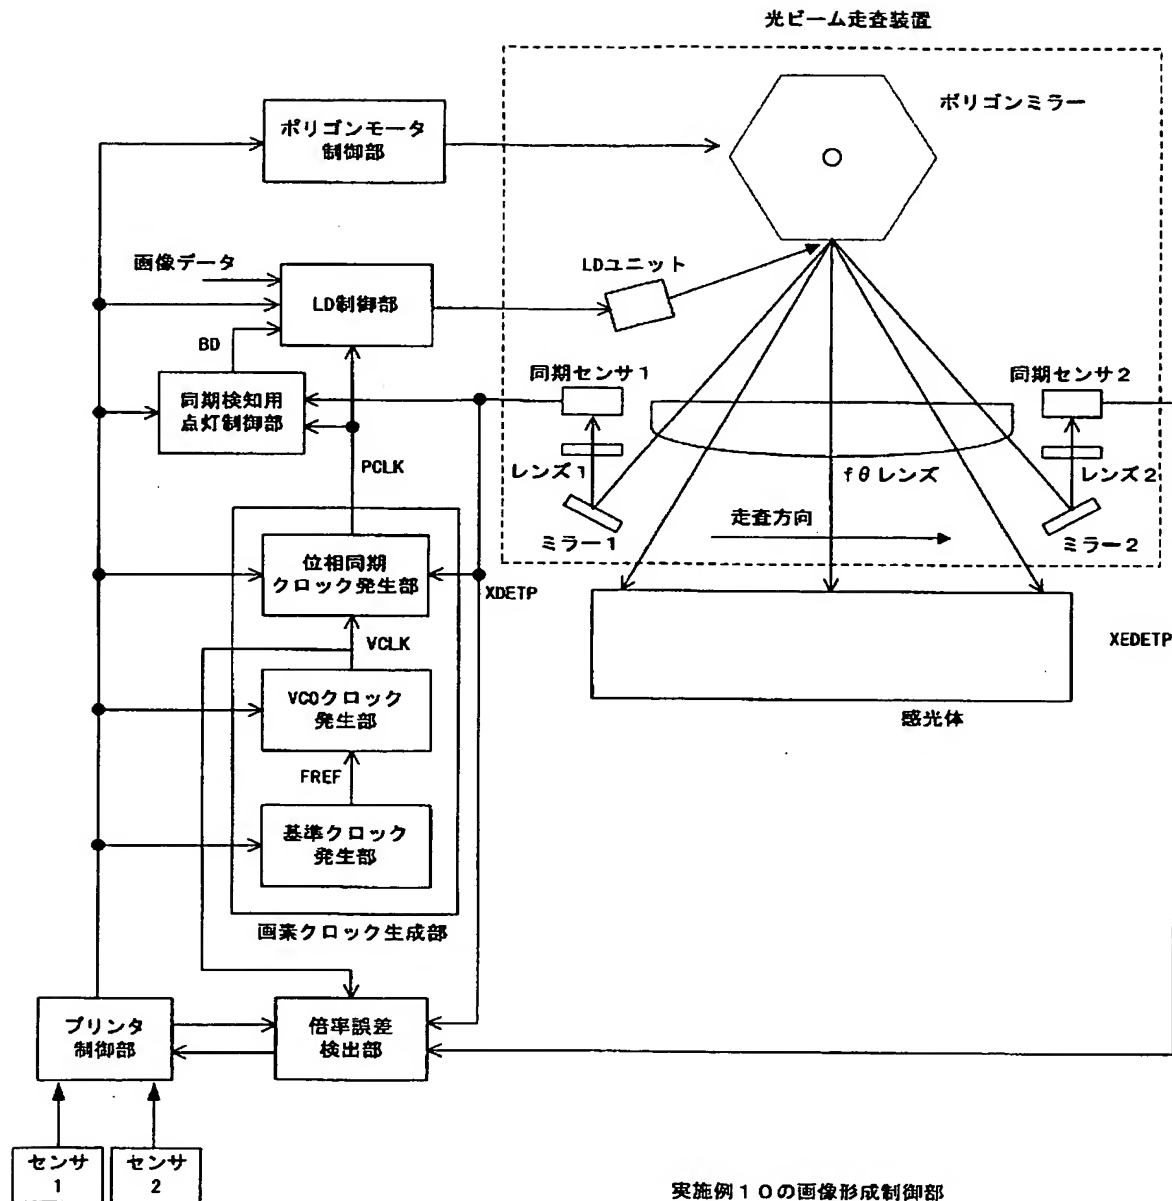 光ビーム走査装置
ポリゴンミラー
ポリゴンモータ
制御部
画像データ
LDユニット
LD制御部
BD
同期センサ1
同期センサ2
同期検知用
点灯制御部
PCLK
レンズ1
fθレンズ
レンズ2
走査方向
ミラー1
ミラー2
位相同期
クロック発生部
XDETP
VCLK
XEDETP
VCOクロック
発生部
感光体
FREF
基準クロック
発生部
画素クロック生成部
プリンタ
制御部
倍率誤差
検出部
センサ
1
センサ
2
実施例10の画像形成制御部